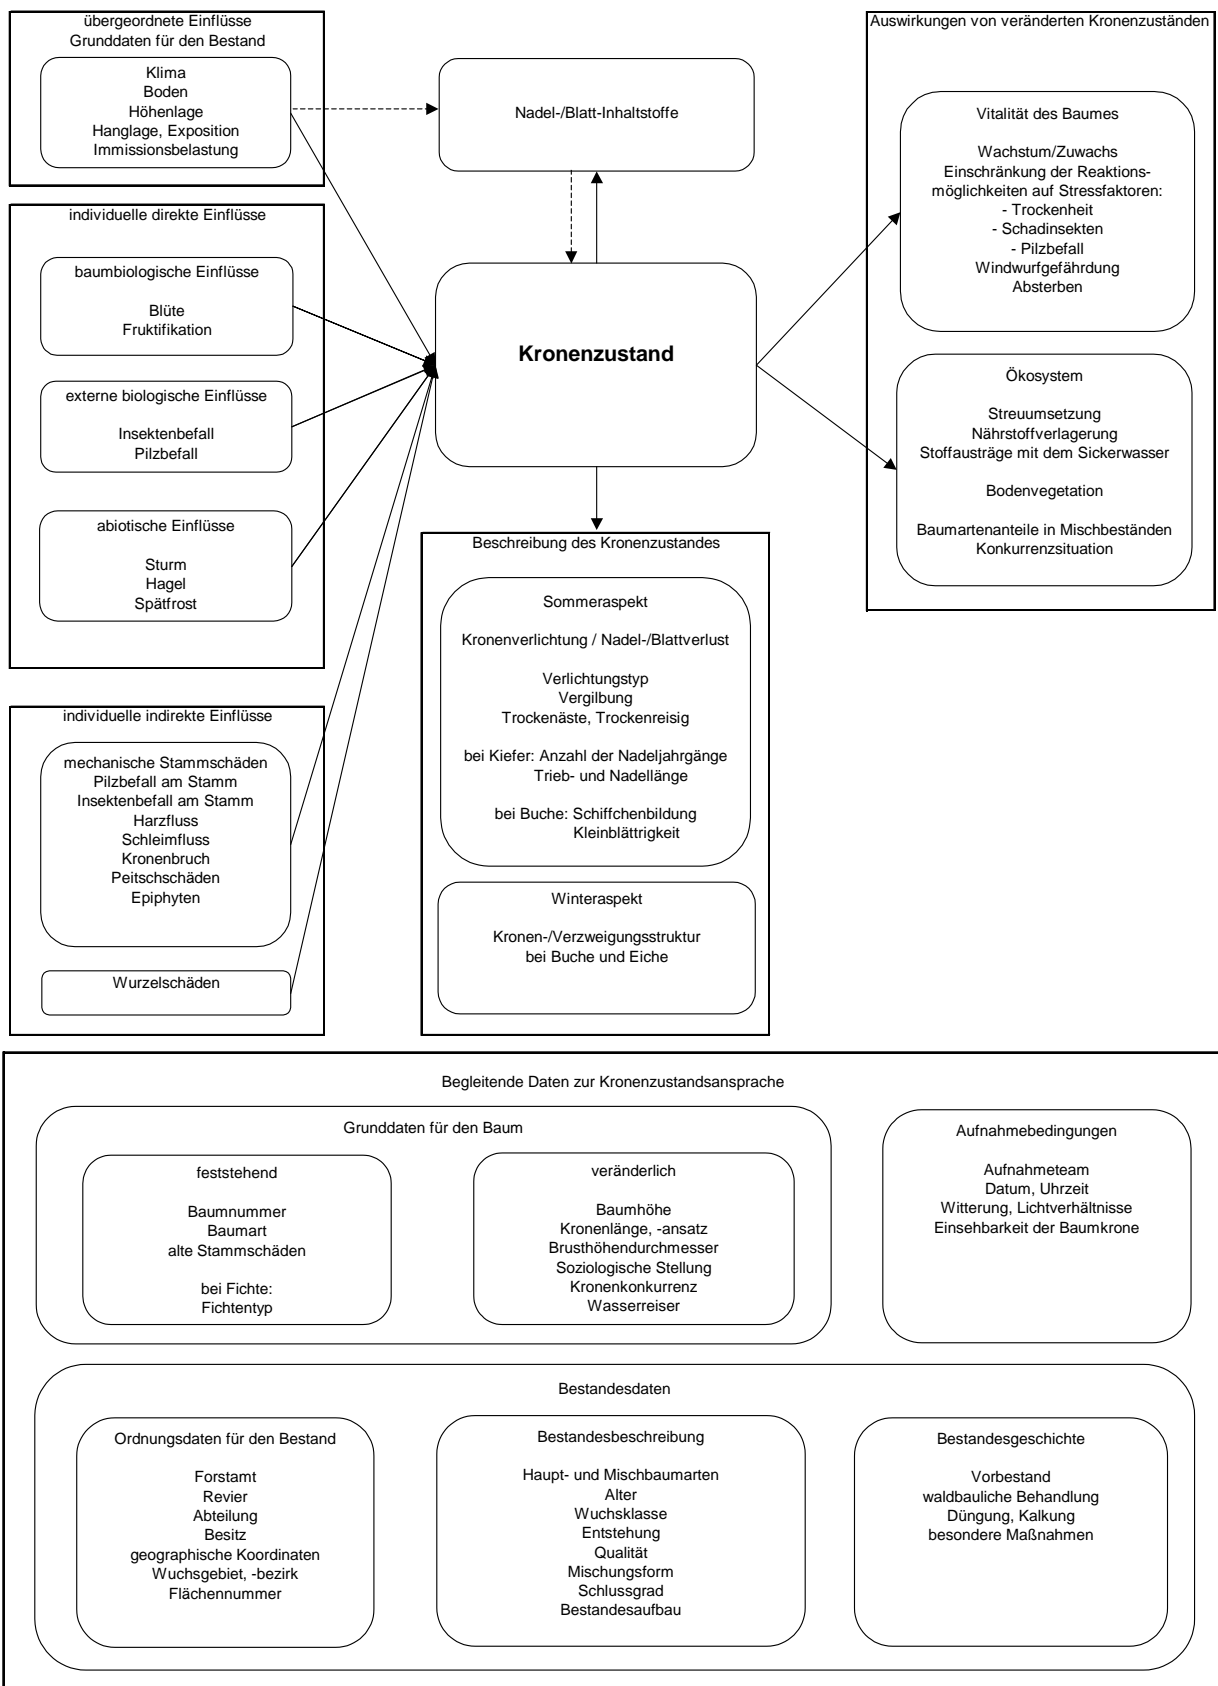 übergeordnete Einflüsse
Grunddaten für den Bestand
Klima
Boden
Höhenlage
Hanglage, Exposition
Immissionsbelastung
individuelle direkte Einflüsse
baumbiologische Einflüsse
Blüte
Fruktifikation
externe biologische Einflüsse
Insektenbefall
Pilzbefall
abiotische Einflüsse
Sturm
Hagel
Spätfrost
individuelle indirekte Einflüsse
mechanische Stammschäden
Pilzbefall am Stamm
Insektenbefall am Stamm
Harzfluss
Schleimfluss
Kronenbruch
Peitschschäden
Epiphyten
Wurzelschäden
Nadel-/Blatt-Inhaltstoffe
Kronenzustand
Beschreibung des Kronenzustandes
Sommeraspekt
Kronenverlichtung / Nadel-/Blattverlust
Verlichtungstyp
Vergilbung
Trockenäste, Trockenreisig
bei Kiefer: Anzahl der Nadeljahrgänge
Trieb- und Nadellänge
bei Buche: Schiffchenbildung
Kleinblättrigkeit
Winteraspekt
Kronen-/Verzweigungsstruktur
bei Buche und Eiche
Auswirkungen von veränderten Kronenzuständen
Vitalität des Baumes
Wachstum/Zuwachs
Einschränkung der Reaktions-
möglichkeiten auf Stressfaktoren:
- Trockenheit
- Schadinsekten
- Pilzbefall
Windwurfgefährdung
Absterben
Ökosystem
Streuumsetzung
Nährstoffverlagerung
Stoffausträge mit dem Sickerwasser
Bodenvegetation
Baumartenanteile in Mischbeständen
Konkurrenzsituation
Begleitende Daten zur Kronenzustandsansprache
Grunddaten für den Baum
feststehend
Baumnummer
Baumart
alte Stammschäden
bei Fichte:
Fichtentyp
veränderlich
Baumhöhe
Kronenlänge, -ansatz
Brusthöhendurchmesser
Soziologische Stellung
Kronenkonkurrenz
Wasserreiser
Aufnahmebedingungen
Aufnahmeteam
Datum, Uhrzeit
Witterung, Lichtverhältnisse
Einsehbarkeit der Baumkrone
Bestandesdaten
Ordnungsdaten für den Bestand
Forstamt
Revier
Abteilung
Besitz
geographische Koordinaten
Wuchsgebiet, -bezirk
Flächennummer
Bestandesbeschreibung
Haupt- und Mischbaumarten
Alter
Wuchsklasse
Entstehung
Qualität
Mischungsform
Schlussgrad
Bestandesaufbau
Bestandesgeschichte
Vorbestand
waldbauliche Behandlung
Düngung, Kalkung
besondere Maßnahmen